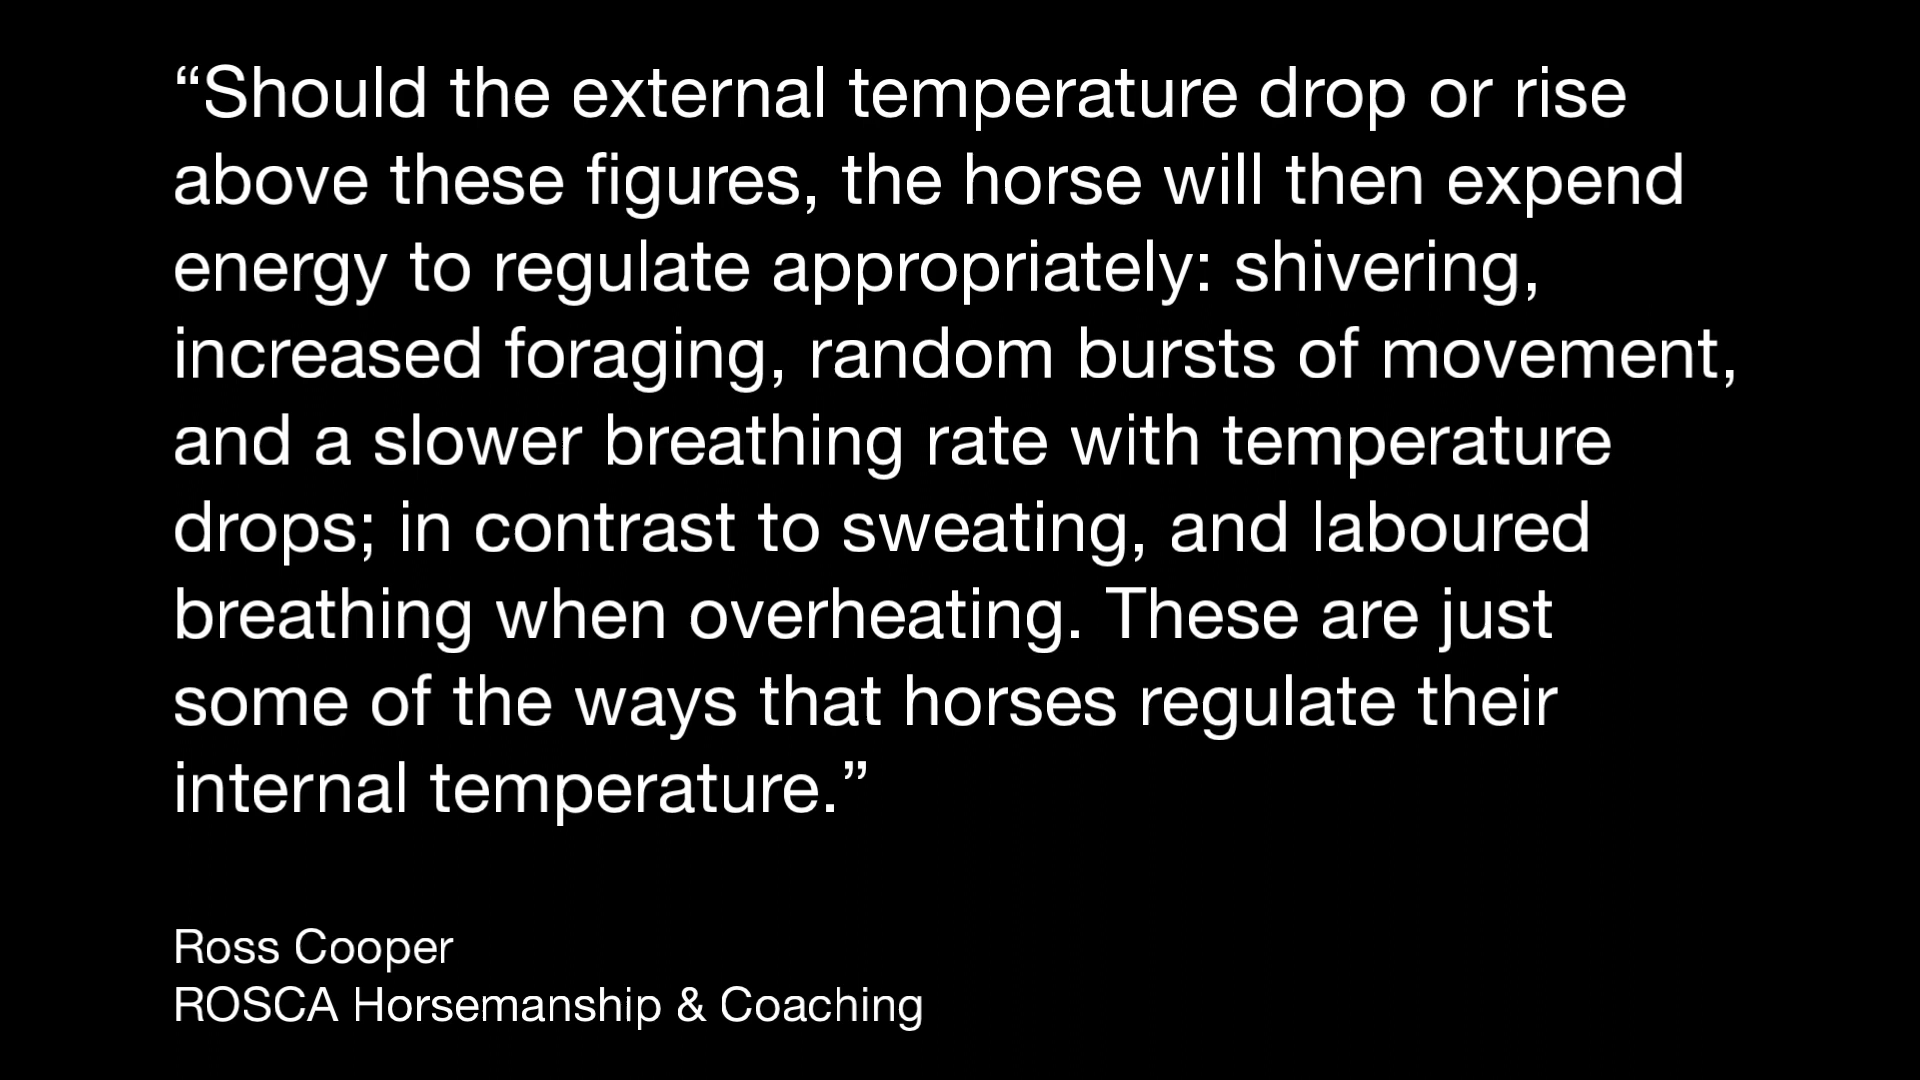 “Should the external temperature drop or rise
above these figures, the horse will then expend
energy to regulate appropriately: shivering,
increased foraging, random bursts of movement,
and a slower breathing rate with temperature
drops; in contrast to sweating, and laboured
breathing when overheating. These are just
some of the ways that horses regulate their
internal temperature.”
Ross Cooper
ROSCA Horsemanship & Coaching